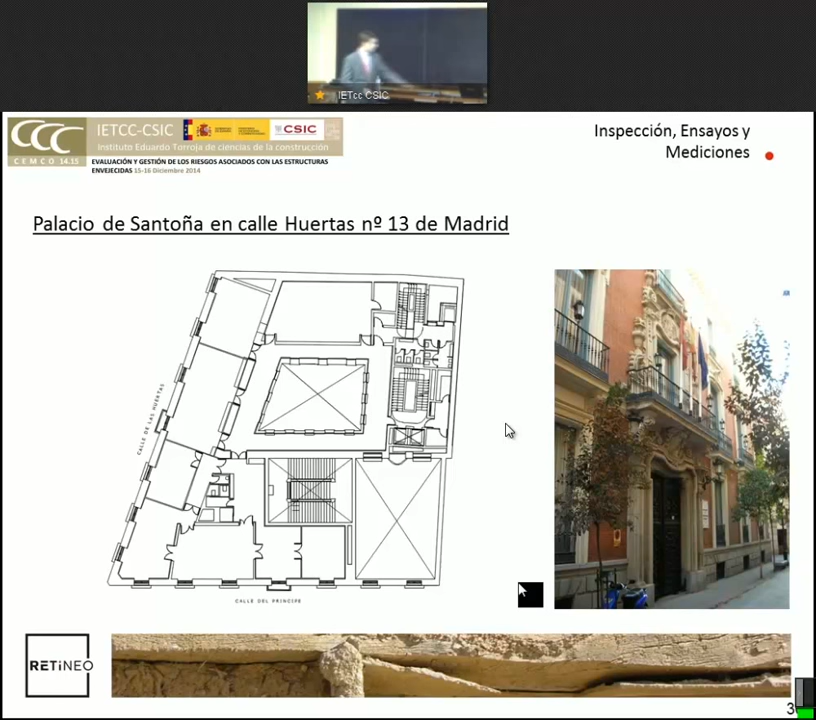 IETcc CSIC
CCC
CEMCO 14.15
IETCC-CSIC
CSIC
Instituto Eduardo Torroja de ciencias de la construcción
EVALUACIÓN Y GESTIÓN DE LOS RIESGOS ASOCIADOS CON LAS ESTRUCTURAS
ENVEJECIDAS 15-16 Diciembre 2014
Inspección, Ensayos y
Mediciones
Palacio de Santoña en calle Huertas nº 13 de Madrid
CALLE DE LAS HUERTAS
CALLE DEL PRINCIPE
RETINEO